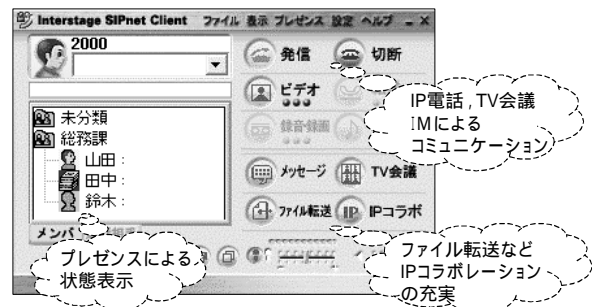 Interstage SIPnet Client ファイル 表示 プレゼンス 設定 ヘルプ
2000
発信 切断
ビデオ
録音・録画
未分類
総務課
山田 :
田中 :
鈴木 :
メッセージ TV会議
ファイル転送 IP IPコラボ
メンバ
IP電話,TV会議
IMによる
コミュニケーション
プレゼンスによる
状態表示
ファイル転送など
IPコラボレーション
の充実